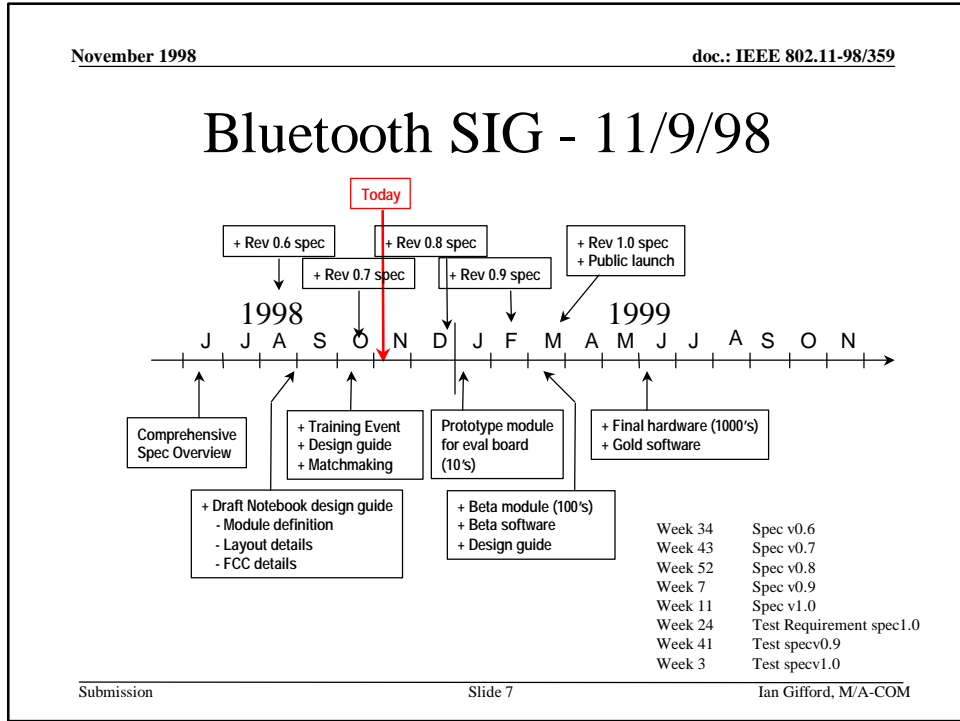 November 1998 doc.: IEEE 802.11-98/359
Bluetooth SIG - 11/9/98
Today
+ Rev 0.6 spec
+ Rev 0.7 spec
+ Rev 0.8 spec
+ Rev 0.9 spec
+ Rev 1.0 spec
+ Public launch
1998 1999
J J A S O N D J F M A M J J A S O N
Comprehensive
Spec Overview
+ Draft Notebook design guide
- Module definition
- Layout details
- FCC details
+ Training Event
+ Design guide
+ Matchmaking
Prototype module
for eval board
(10's)
+ Beta module (100's)
+ Beta software
+ Design guide
+ Final hardware (1000's)
+ Gold software
Week 34 Spec v0.6
Week 43 Spec v0.7
Week 52 Spec v0.8
Week 7 Spec v0.9
Week 11 Spec v1.0
Week 24 Test Requirement spec1.0
Week 41 Test specv0.9
Week 3 Test specv1.0
Submission Slide 7 Ian Gifford, M/A-COM